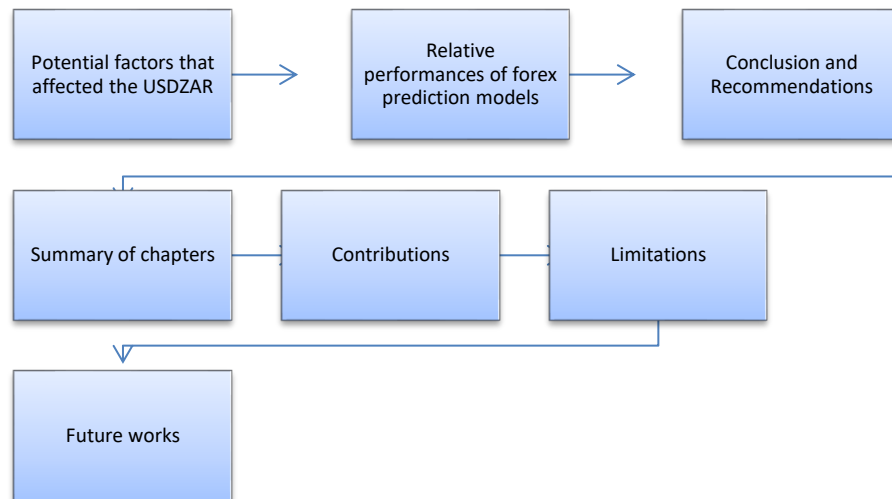 Potential factors that
affected the USDZAR
Relative
performances of forex
prediction models
Conclusion and
Recommendations
Summary of chapters
Contributions
Limitations
Future works